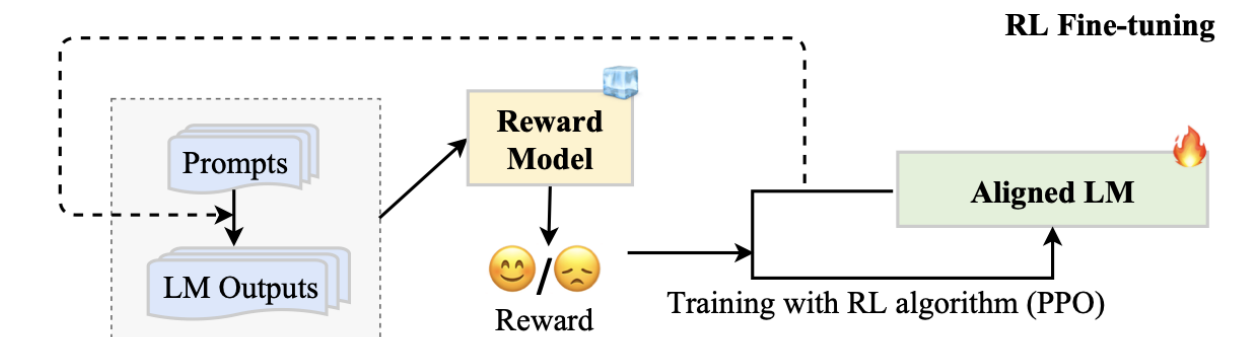 RL Fine-tuning
Prompts
LM Outputs
Reward
Model
/
Reward
Aligned LM
Training with RL algorithm (PPO)